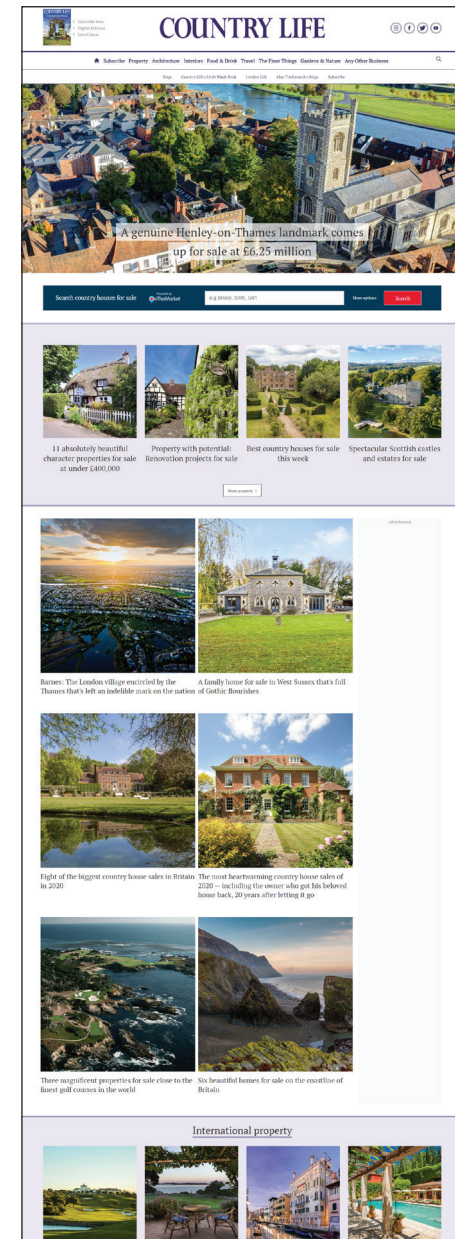 COUNTRY LIFE
Subscribe Now
Digital Editions
Latest Issue
COUNTRY LIFE
Subscribe Property Architecture Interiors Food & Drink Travel The Finer Things Gardens & Nature Any Other Business
Dogs Country Life's Little Black Book London Life Alan Titchmarsh's blogs Subscribe
A genuine Henley-on-Thames landmark comes
up for sale at £6.25 million
Search country houses for sale
Powered by
OnTheMarket
e.g Bristol, SW16, GU11
More options
Search
11 absolutely beautiful
character properties for sale
at under £400,000
Property with potential:
Renovation projects for sale
Best country houses for sale
this week
Spectacular Scottish castles
and estates for sale
More property >
Advertisement
Barnes: The London village encircled by the
Thames that's left an indelible mark on the nation
A family home for sale in West Sussex that's full
of Gothic flourishes
Eight of the biggest country house sales in Britain
in 2020
The most heartwarming country house sales of
2020 — including the owner who got his beloved
home back, 20 years after letting it go
Three magnificent properties for sale close to the
finest golf courses in the world
Six beautiful homes for sale on the coastline of
Britain
International property